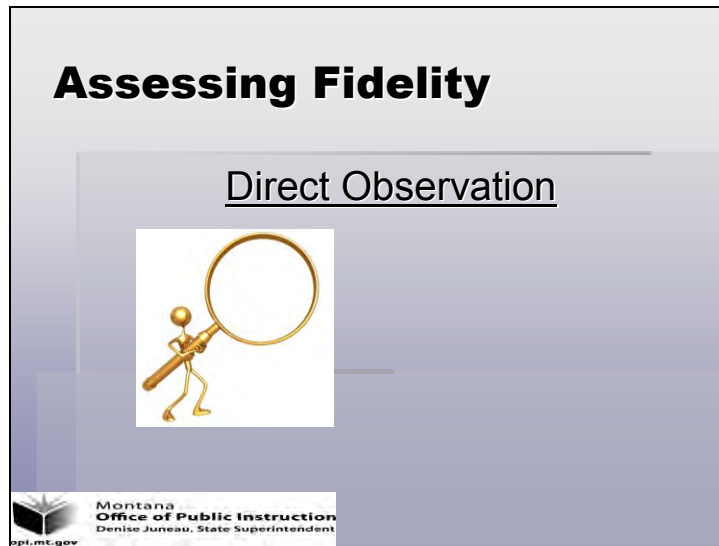 Assessing Fidelity
Direct Observation
Montana
Office of Public Instruction
Denise Juneau, State Superintendent
opi.mt.gov